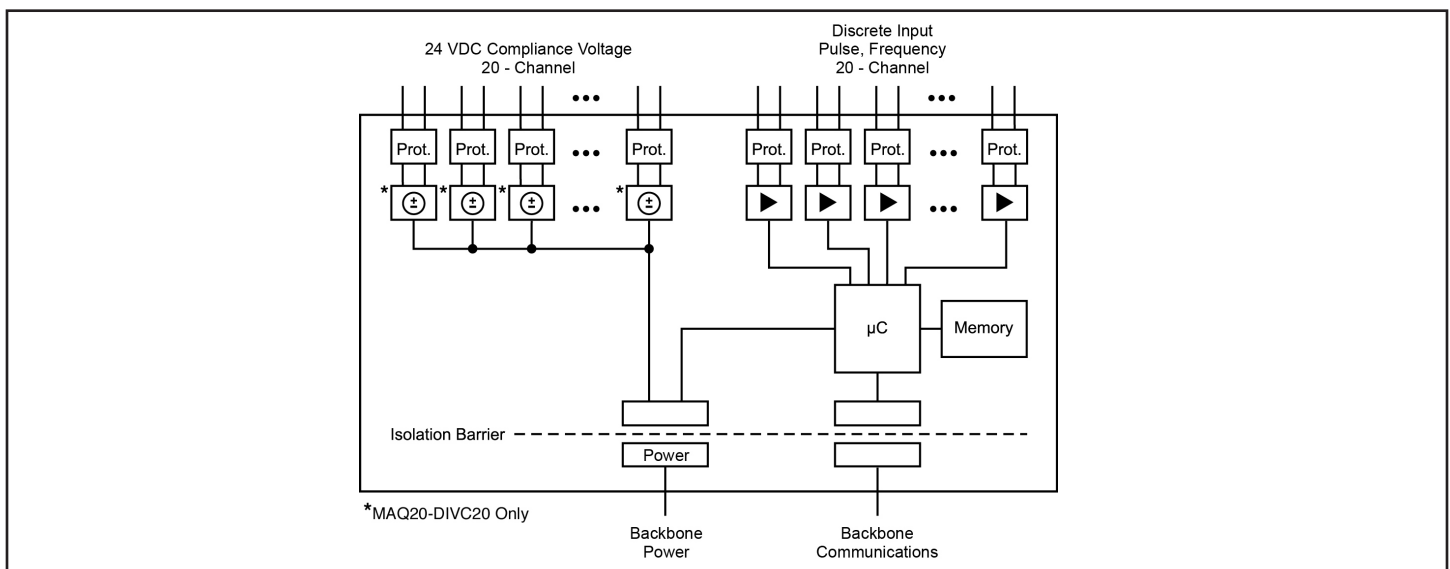 24 VDC Compliance Voltage
20 - Channel
Discrete Input
Pulse, Frequency
20 - Channel
Prot.
Prot.
Prot.
Prot.
Prot.
Prot.
Prot.
Prot.
*
*
*
*
±
±
±
±
µC
Memory
Isolation Barrier
Power
*MAQ20-DIVC20 Only
Backbone
Power
Backbone
Communications